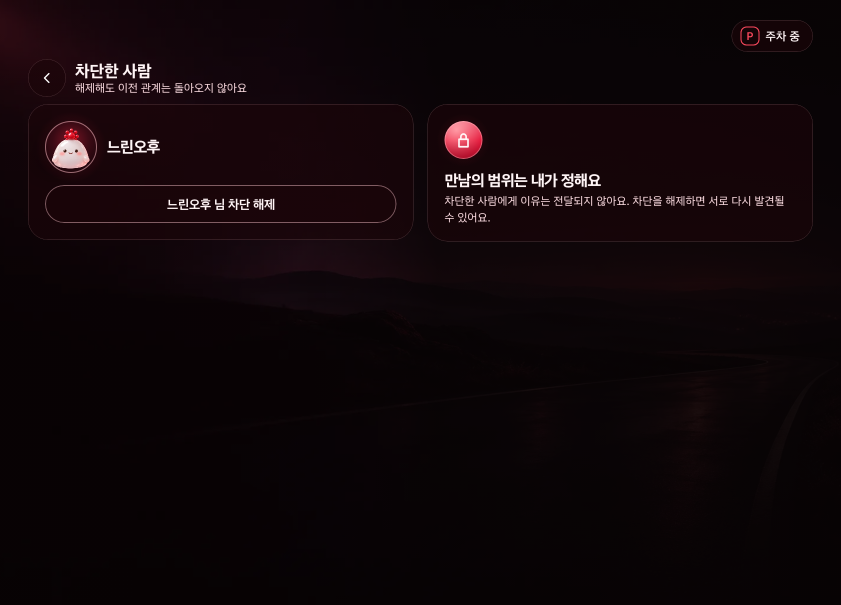 P 주차 중
차단한 사람
해제해도 이전 관계는 돌아오지 않아요
느린오후
느린오후 님 차단 해제
만남의 범위는 내가 정해요
차단한 사람에게 이유는 전달되지 않아요. 차단을 해제하면 서로 다시 발견될
수 있어요.